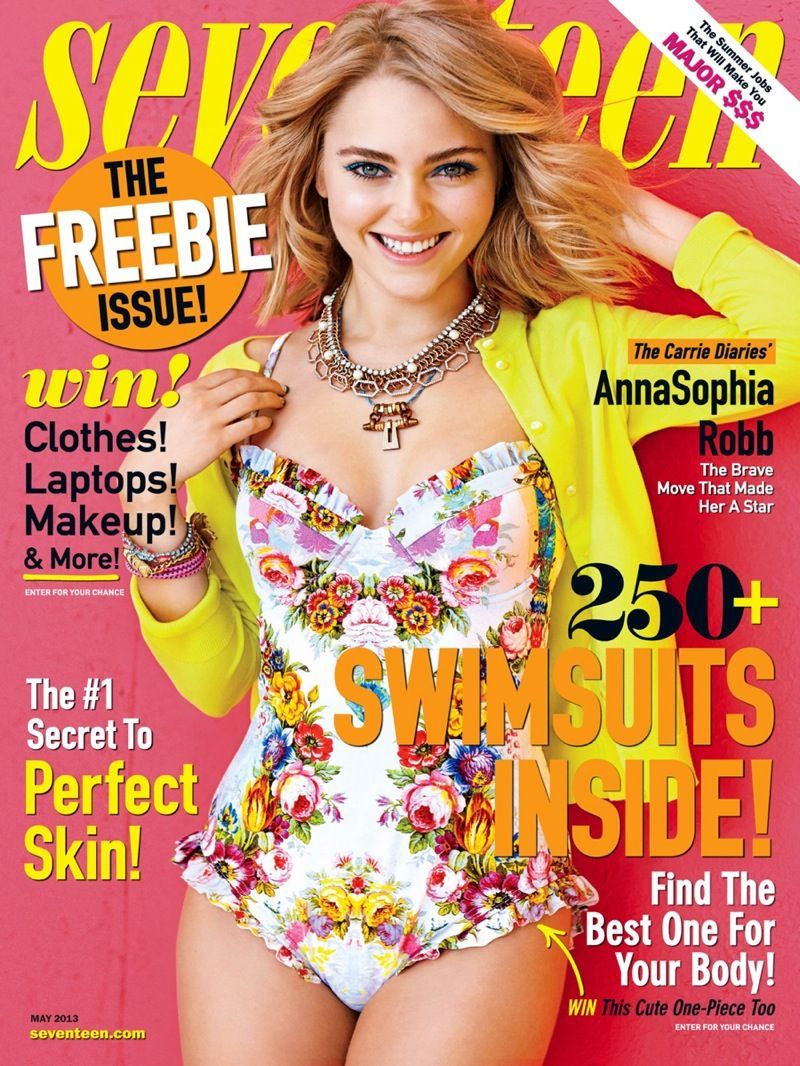 seventeen
The Summer Jobs
That Will Make You
MAJOR $$$
THE
FREEBIE
ISSUE!
win!
Clothes!
Laptops!
Makeup!
& More!
ENTER FOR YOUR CHANCE
The Carrie Diaries'
AnnaSophia
Robb
The Brave
Move That Made
Her A Star
250+
SWIMSUITS
INSIDE!
The #1
Secret To
Perfect
Skin!
Find The
Best One For
Your Body!
WIN This Cute One-Piece Too
ENTER FOR YOUR CHANCE
MAY 2013
seventeen.com